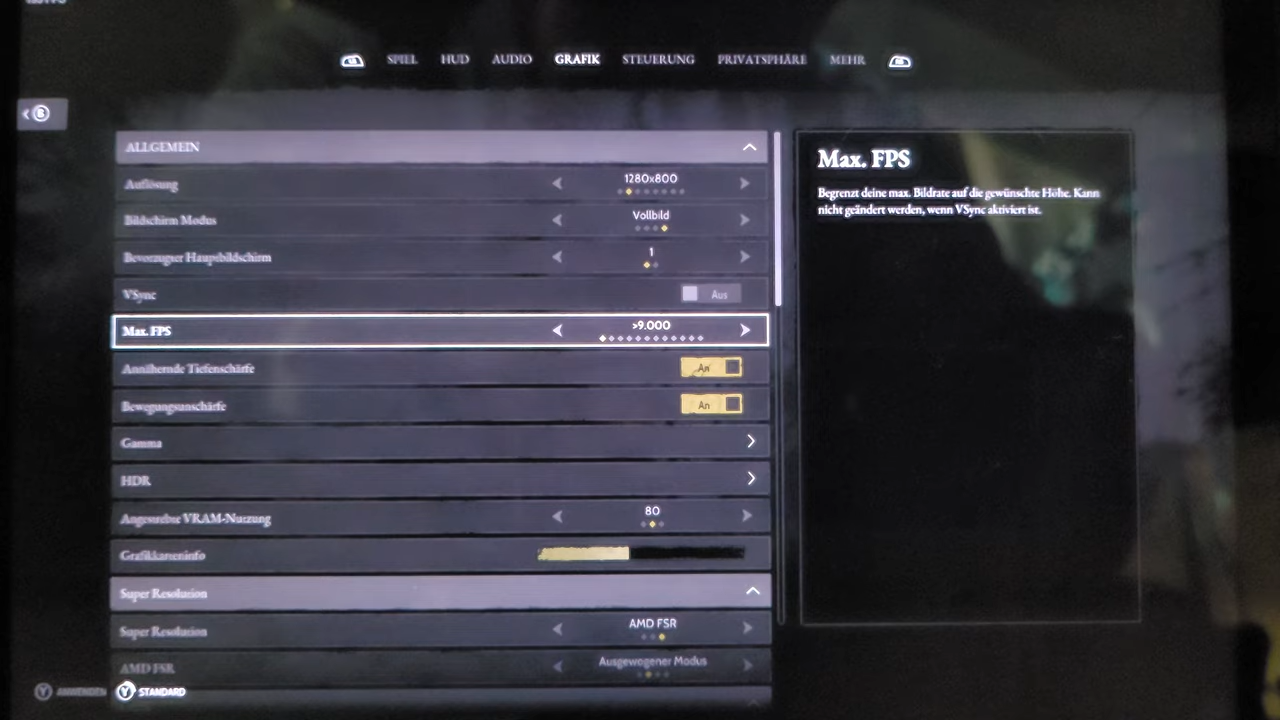 SPIEL HUD AUDIO GRAFIK STEUERUNG PRIVATSPHÄRE MEHR
B
ALLGEMEIN
Auflösung 1280x800
Bildschirm Modus Vollbild
Bevorzugter Hauptbildschirm 1
VSync Aus
Max. FPS >9.000
Annähernde Tiefenschärfe An
Bewegungsunschärfe An
Gamma
HDR
Angestrebte VRAM-Nutzung 80
Grafikkarteninfo
Super Resolution
Super Resolution AMD FSR
AMD FSR Ausgewogener Modus
Y ANWENDEN Y STANDARD
Max. FPS
Begrenzt deine max. Bildrate auf die gewünschte Höhe. Kann
nicht geändert werden, wenn VSync aktiviert ist.